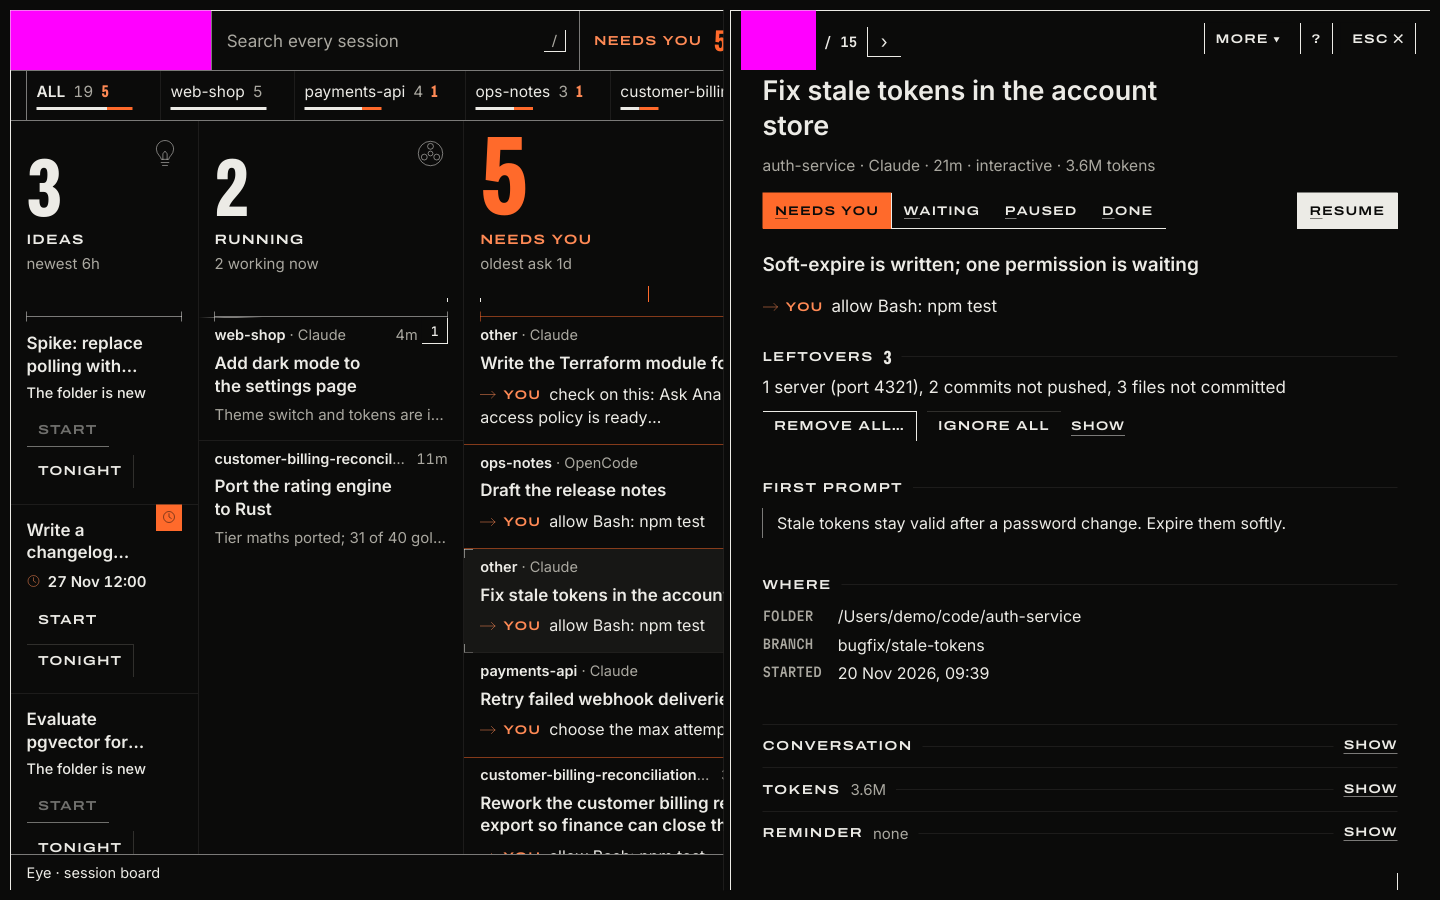 Search every session
/
NEEDS YOU 5
ALL 19 5
web-shop 5
payments-api 4 1
ops-notes 3 1
3
IDEAS
newest 6h
Spike: replace
polling with…
The folder is new
START
TONIGHT
Write a
changelog…
27 Nov 12:00
START
TONIGHT
Evaluate
pgvector for…
The folder is new
START
TONIGHT
2
RUNNING
2 working now
web-shop · Claude 4m 1
Add dark mode to
the settings page
Theme switch and tokens are i…
customer-billing-reconcil… 11m
Port the rating engine
to Rust
Tier maths ported; 31 of 40 gol…
5
NEEDS YOU
oldest ask 1d
other · Claude
Write the Terraform module
→ YOU check on this: Ask Ana
access policy is ready…
ops-notes · OpenCode
Draft the release notes
→ YOU allow Bash: npm test
other · Claude
Fix stale tokens in the
→ YOU allow Bash: npm test
payments-api · Claude
Retry failed webhook
→ YOU choose the max
customer-billing-reconciliation…
Rework the customer billing
export so finance can close
Eye · session board
/ 15 ›
MORE ▾
?
ESC ✕
Fix stale tokens in the account
store
auth-service · Claude · 21m · interactive · 3.6M tokens
NEEDS YOU WAITING PAUSED DONE
RESUME
Soft-expire is written; one permission is waiting
→ YOU allow Bash: npm test
LEFTOVERS 3
1 server (port 4321), 2 commits not pushed, 3 files not committed
REMOVE ALL… IGNORE ALL SHOW
FIRST PROMPT
Stale tokens stay valid after a password change. Expire them softly.
WHERE
FOLDER /Users/demo/code/auth-service
BRANCH bugfix/stale-tokens
STARTED 20 Nov 2026, 09:39
CONVERSATION SHOW
TOKENS 3.6M SHOW
REMINDER none SHOW